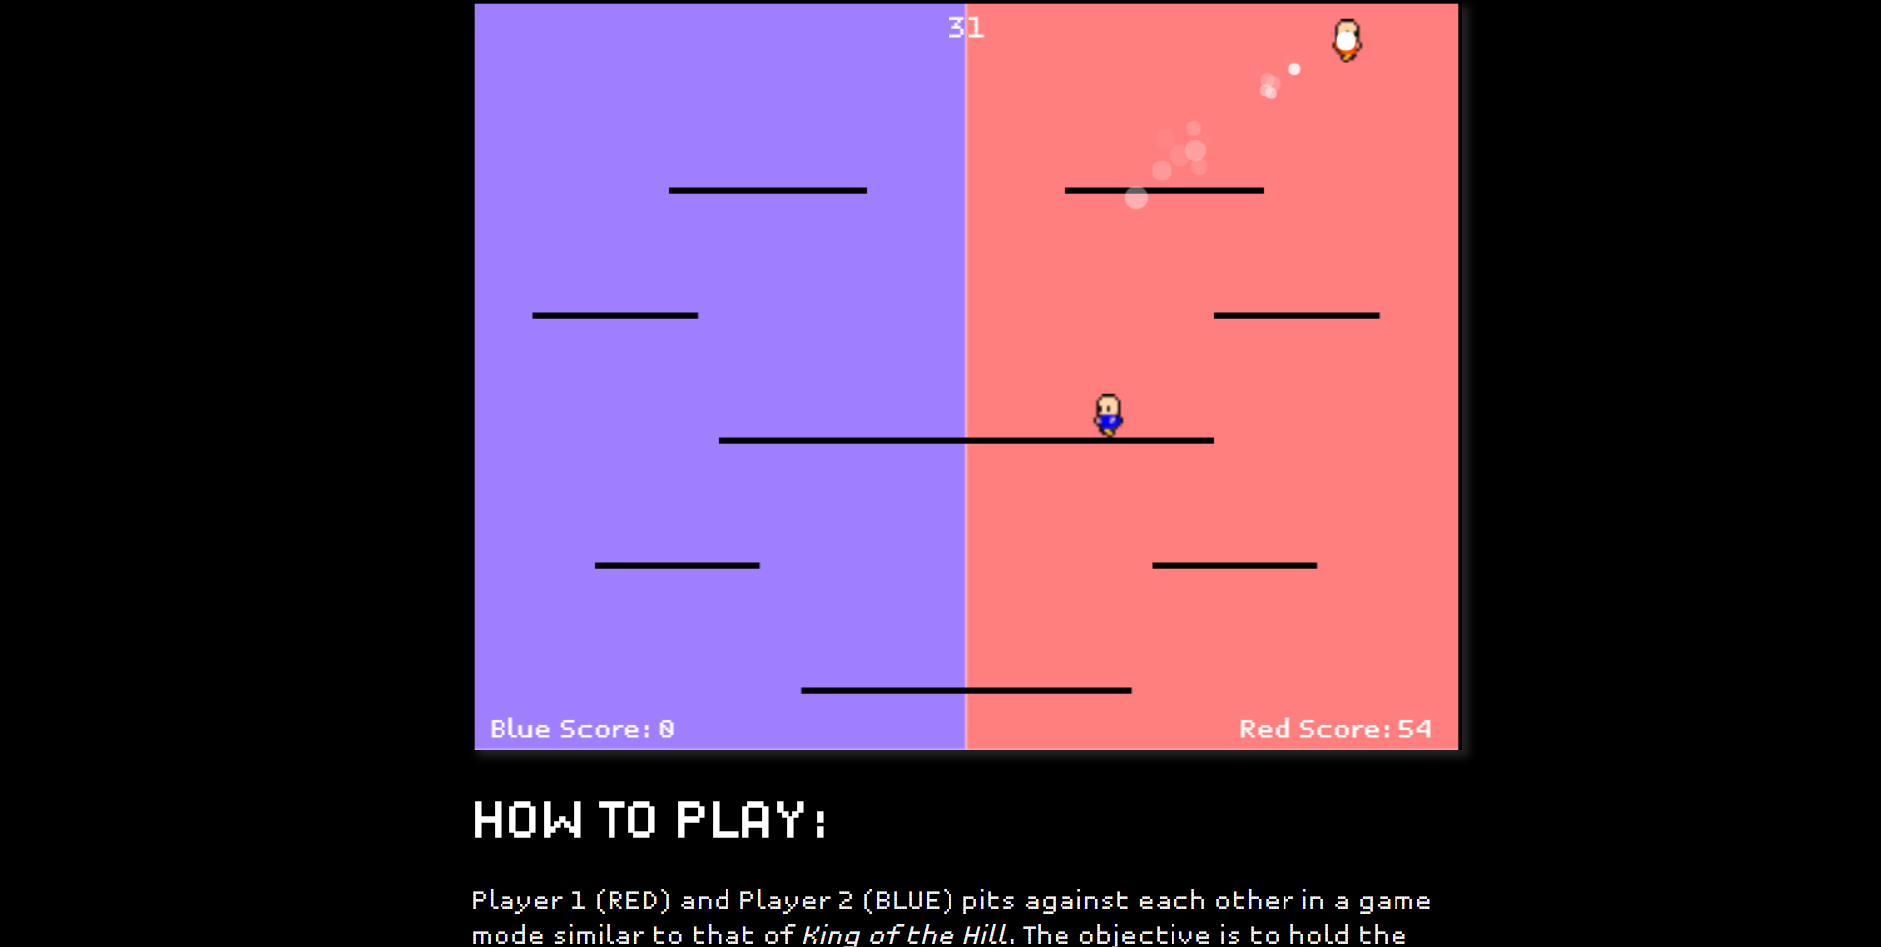 31
Blue Score: 0
Red Score: 54
HOW TO PLAY:
Player 1 (RED) and Player 2 (BLUE) pits against each other in a game
mode similar to that of King of the Hill. The objective is to hold the